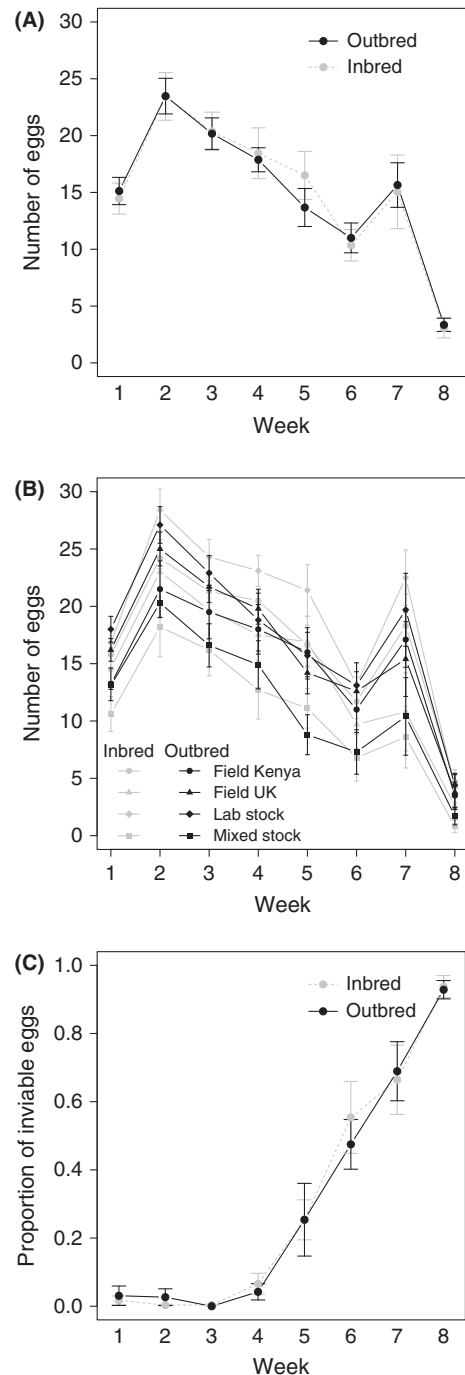 (A)
30
25
20
15
10
5
0
Number of eggs
Outbred
Inbred
1 2 3 4 5 6 7 8
Week
(B)
30
25
20
15
10
5
0
Number of eggs
Inbred Outbred
Field Kenya
Field UK
Lab stock
Mixed stock
1 2 3 4 5 6 7 8
Week
(C)
1.0
0.8
0.6
0.4
0.2
0.0
Proportion of inviable eggs
Inbred
Outbred
1 2 3 4 5 6 7 8
Week